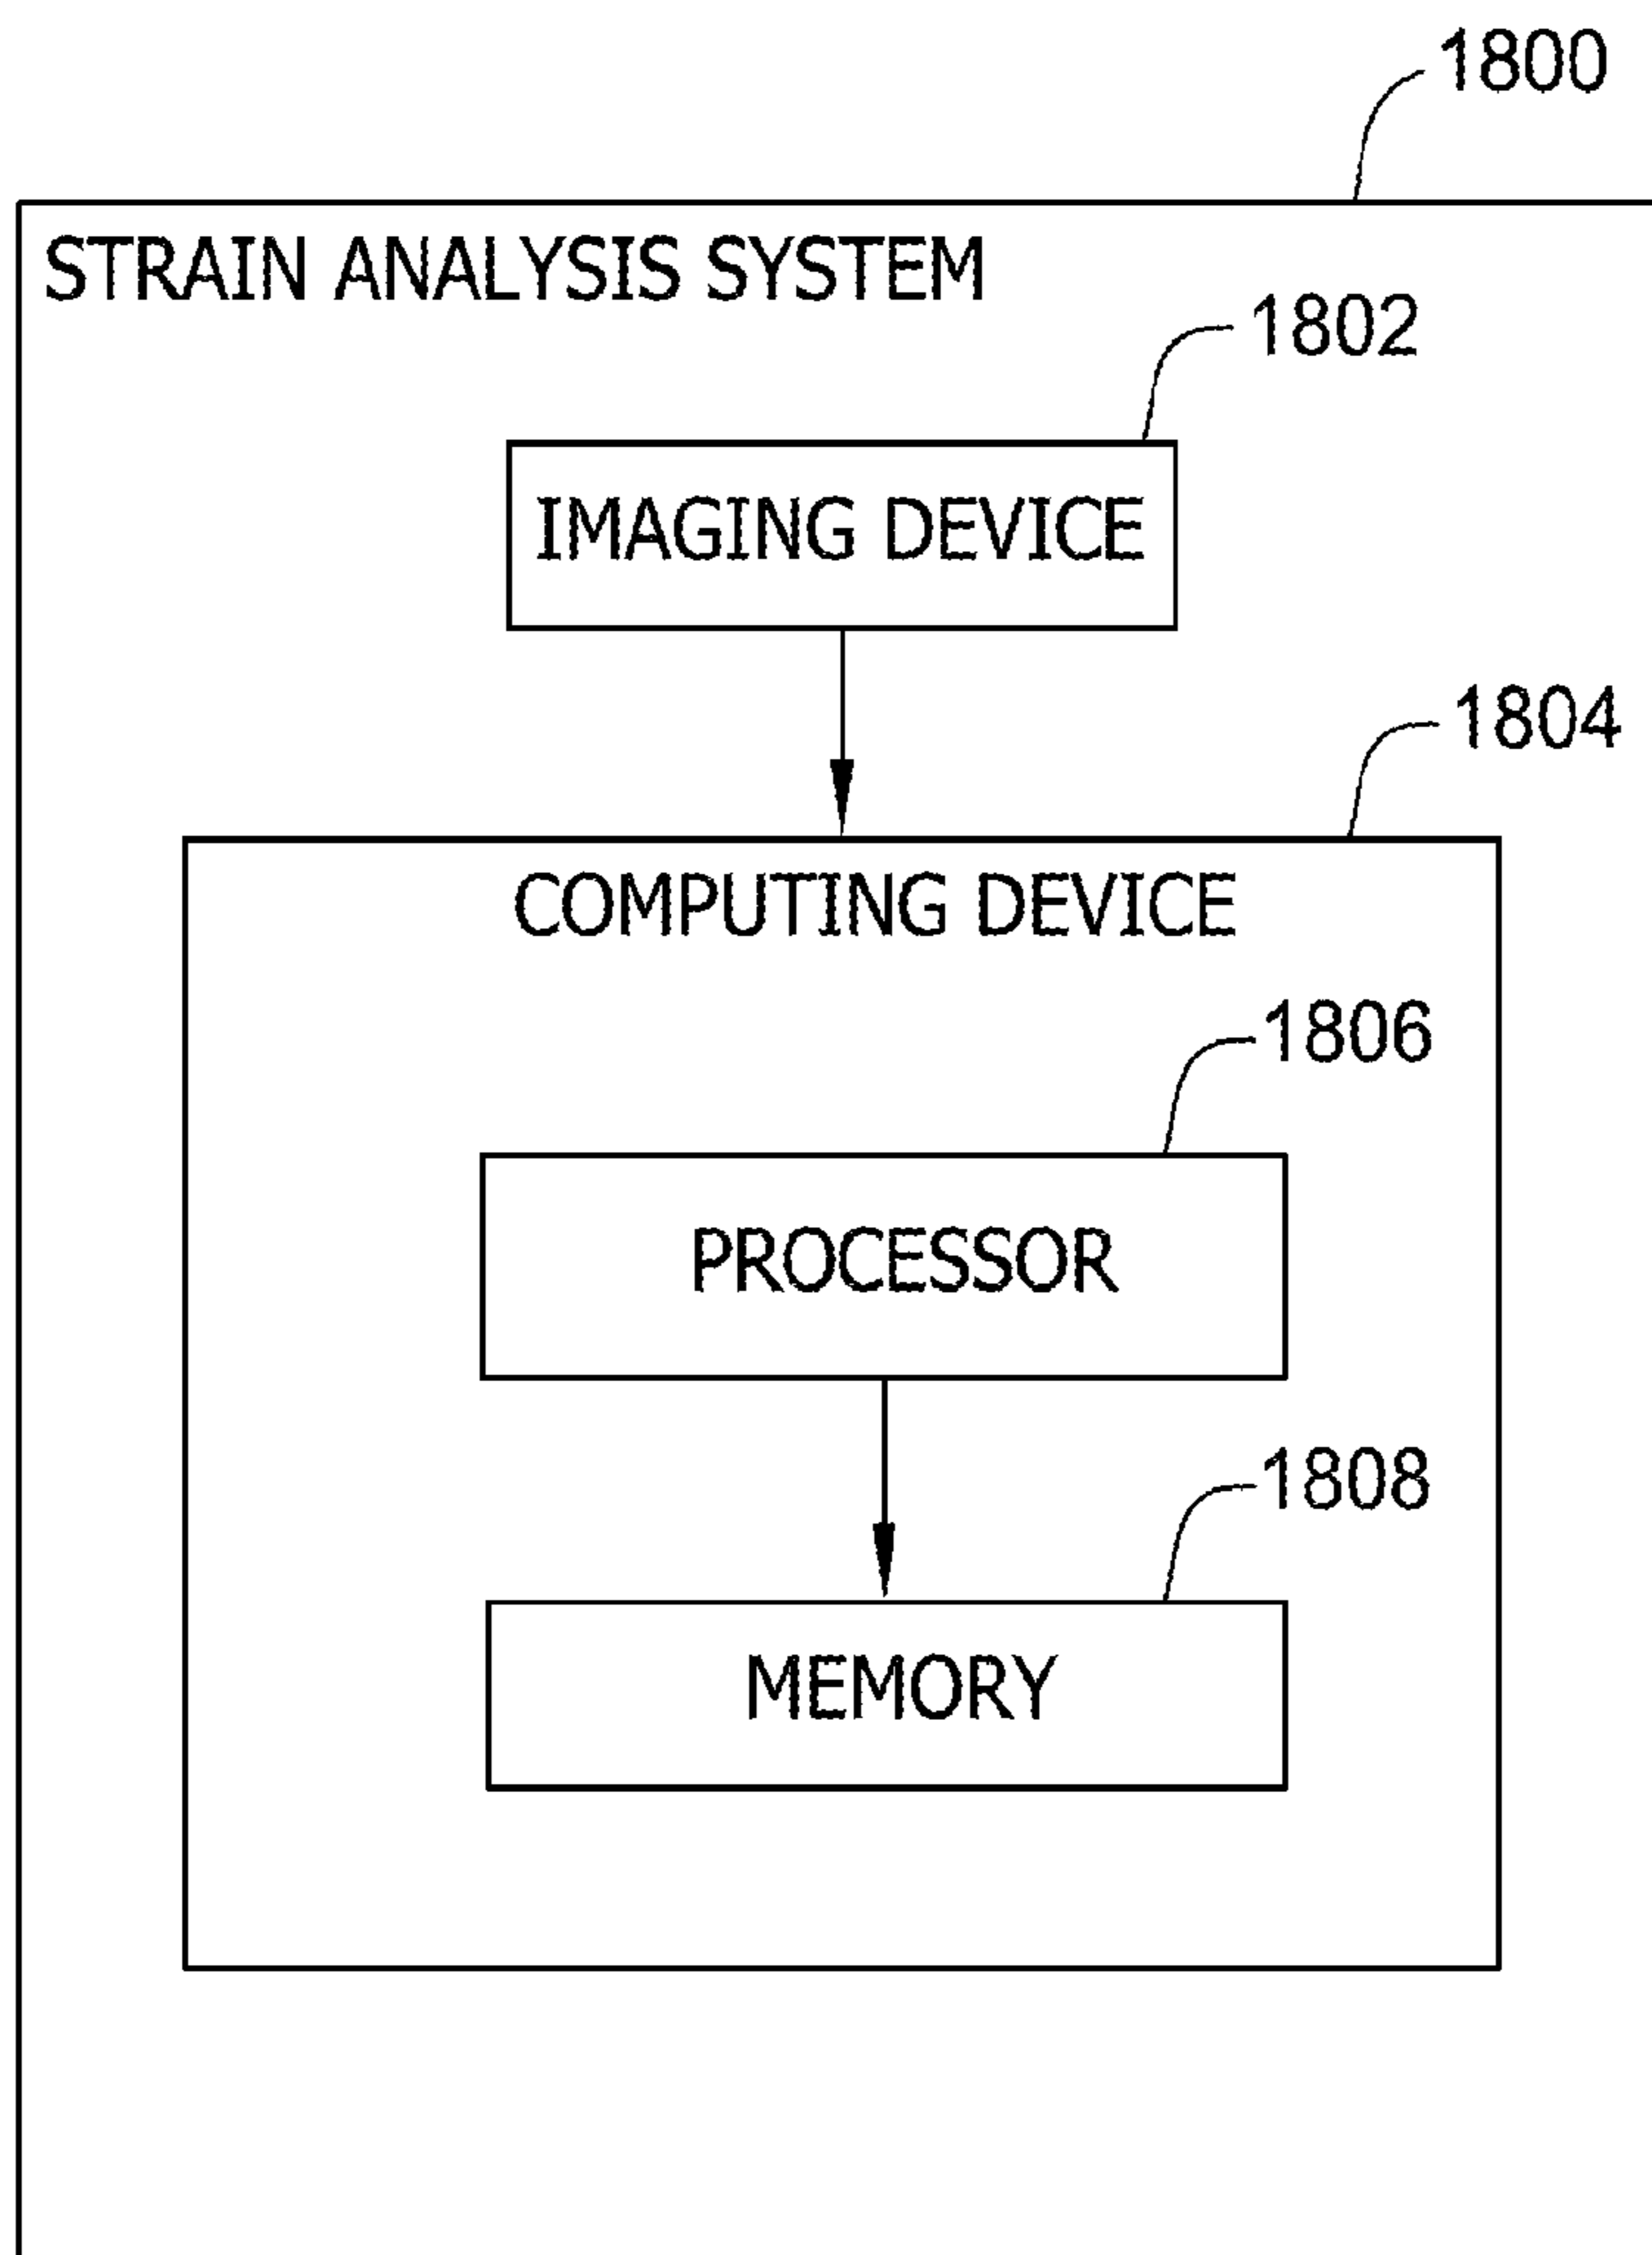 1800
STRAIN ANALYSIS SYSTEM
1802
IMAGING DEVICE
1804
COMPUTING DEVICE
1806
PROCESSOR
1808
MEMORY